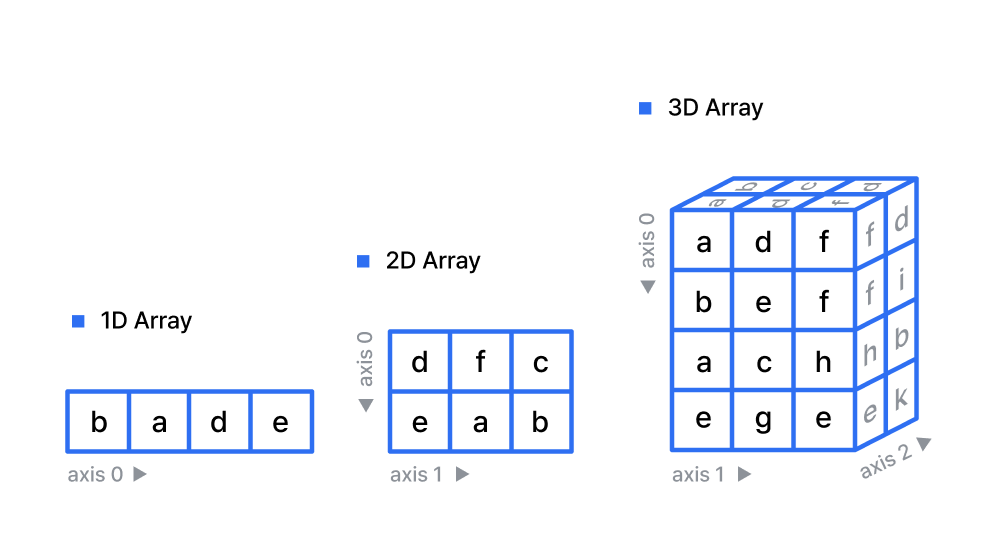 3D Array
b c d
a d f
axis 0
a d f
f d
b e f
f i
a c h
h b
e g e
e k
axis 1
axis 2
2D Array
axis 0
d f c
e a b
axis 1
1D Array
b a d e
axis 0